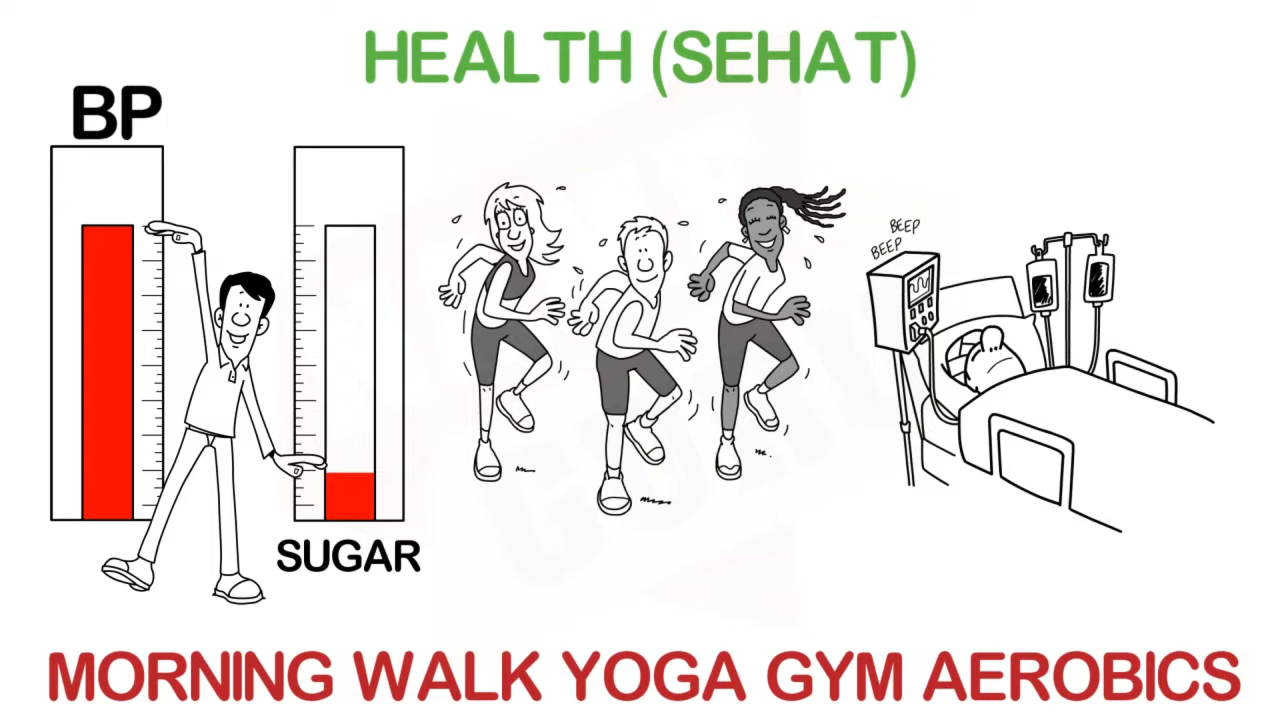 HEALTH (SEHAT)
BP
BEEP
BEEP
SUGAR
MORNING WALK YOGA GYM AEROBICS